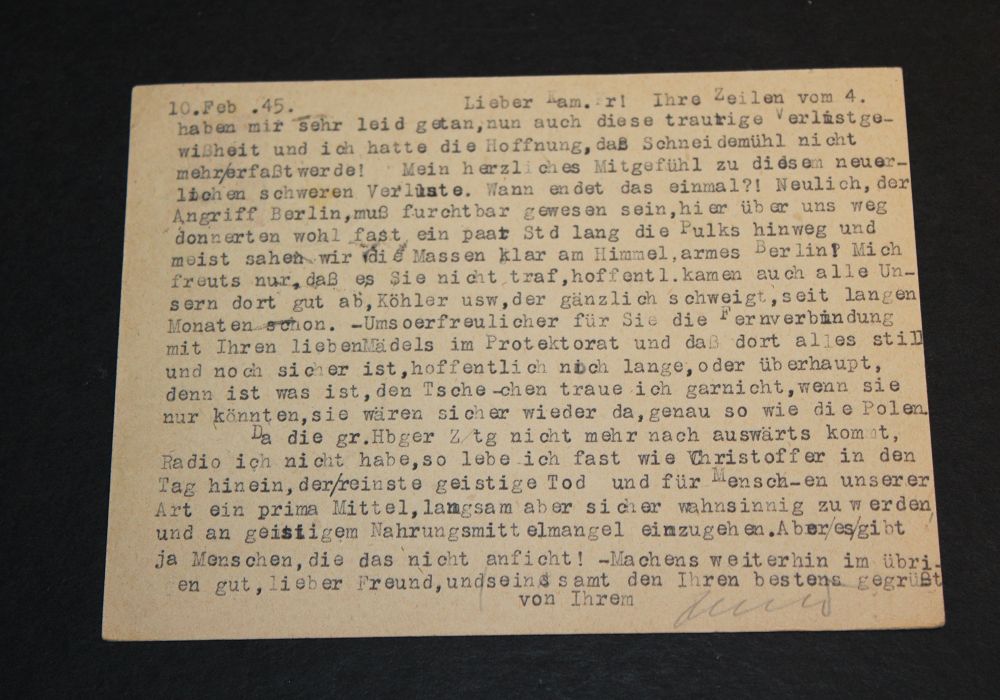 10.Feb .45. Lieber Kam. r! Ihre Zeilen vom 4.
haben mir sehr leid getan,nun auch diese traurige Verlustge-
wißheit und ich hatte die Hoffnung,daß Schneidemühl nicht
mehr/erfaßt werde! Mein herzliches Mitgefühl zu diesem neuer-
lichen schweren Verluste. Wann endet das einmal?! Neulich,der
Angriff Berlin,muß furchtbar gewesen sein,hier über uns weg
donnerten wohl fast ein paar Std lang die Pulks hinweg und
meist sahen wir die Massen klar am Himmel,armes Berlin! Mich
freuts nur,daß es Sie nicht traf,hoffentl.kamen auch alle Un-
sern dort gut ab,Köhler usw,der gänzlich schweigt,seit langen
Monaten schon. -Umsoerfreulicher für Sie die Fernverbindung
mit Ihren liebenMädels im Protektorat und daß dort alles still
und noch sicher ist,hoffentlich noch lange,oder überhaupt,
denn ist was ist,den Tsche-chen traue ich garnicht,wenn sie
nur könnten,sie wären sicher wieder da,genau so wie die Polen.
Da die gr.Hbger Z/tg nicht mehr nach auswärts kommt,
Radio ich nicht habe,so lebe ich fast wie Christoffer in den
Tag hinein,der/reinste geistige Tod und für Mensch-en unserer
Art ein prima Mittel,langsam aber sicher wahnsinnig zu werden
und an geistigem Nahrungsmittelmangel einzugehen.Aber/es/gibt
ja Menschen,die das nicht anficht! -Machens weiterhin im übri-
en gut,lieber Freund,undseind samt den Ihren bestens gegrüßt
von Ihrem